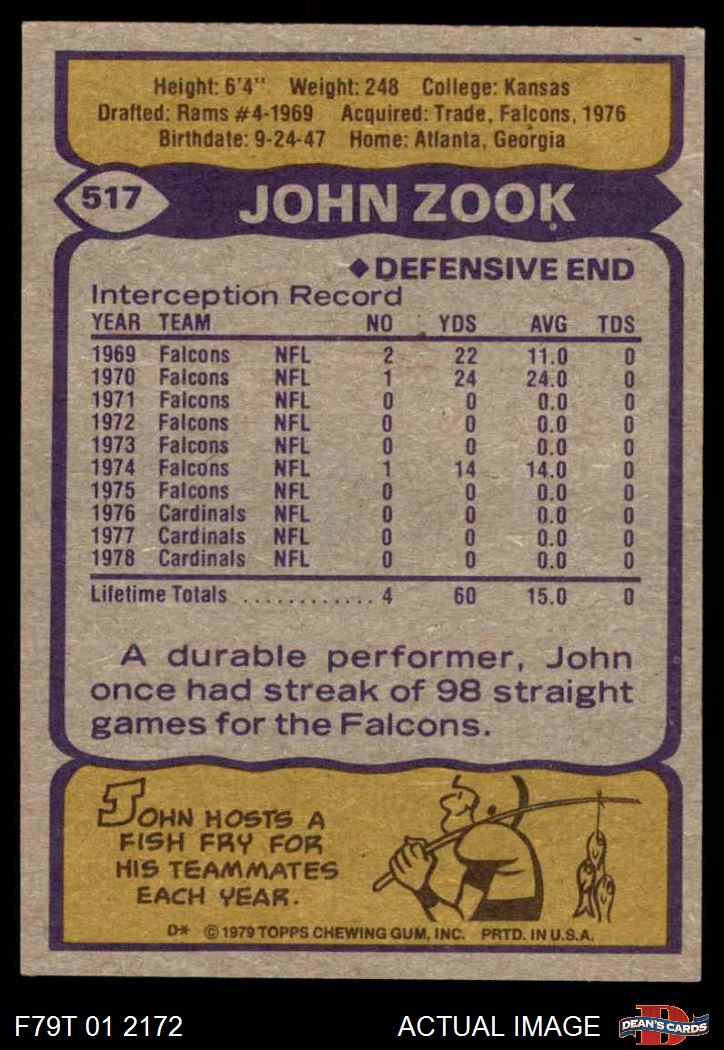 Height: 6'4" Weight: 248 College: Kansas
Drafted: Rams #4-1969 Acquired: Trade, Falcons, 1976
Birthdate: 9-24-47 Home: Atlanta, Georgia
517 JOHN ZOOK
◆ DEFENSIVE END
Interception Record
YEAR TEAM NO YDS AVG TDS
1969 Falcons NFL 2 22 11.0 0
1970 Falcons NFL 1 24 24.0 0
1971 Falcons NFL 0 0 0.0 0
1972 Falcons NFL 0 0 0.0 0
1973 Falcons NFL 0 0 0.0 0
1974 Falcons NFL 1 14 14.0 0
1975 Falcons NFL 0 0 0.0 0
1976 Cardinals NFL 0 0 0.0 0
1977 Cardinals NFL 0 0 0.0 0
1978 Cardinals NFL 0 0 0.0 0
Lifetime Totals ............ 4 60 15.0 0
A durable performer, John
once had streak of 98 straight
games for the Falcons.
JOHN HOSTS A
FISH FRY FOR
HIS TEAMMATES
EACH YEAR.
D* © 1979 TOPPS CHEWING GUM, INC. PRTD. IN U.S.A.
F79T 01 2172 ACTUAL IMAGE D DEAN'S CARDS